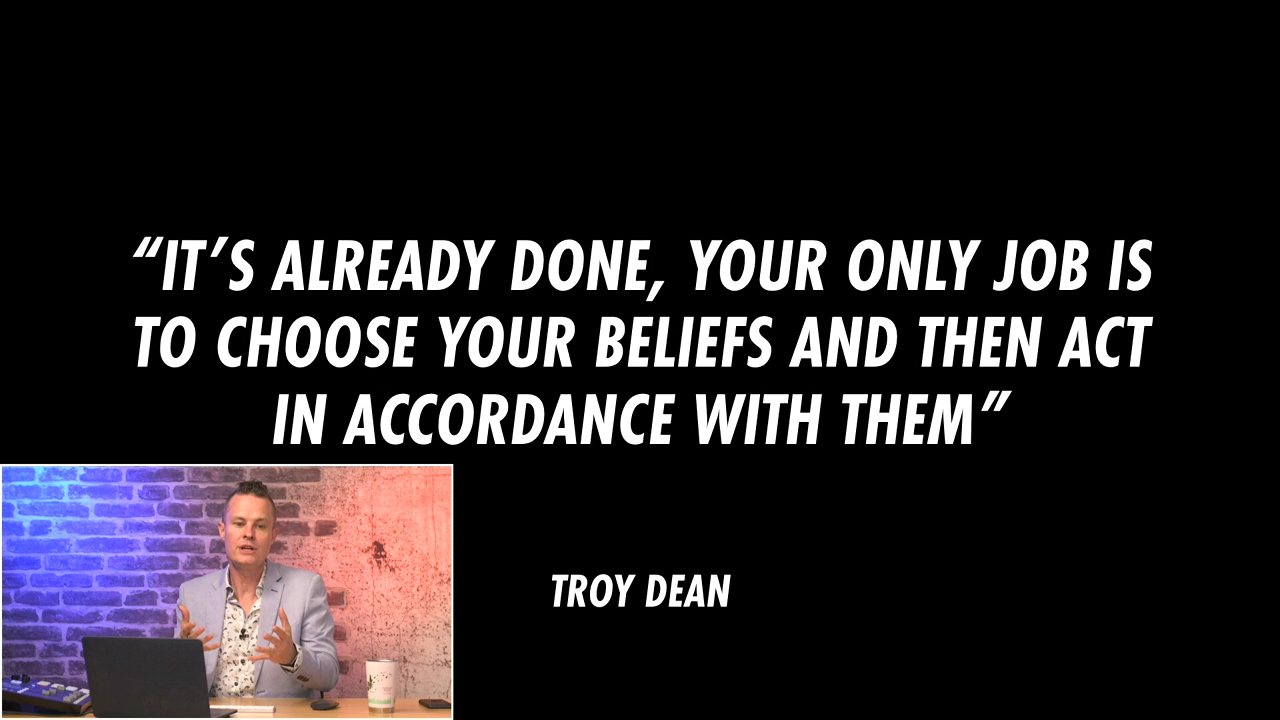 “IT’S ALREADY DONE, YOUR ONLY JOB IS
TO CHOOSE YOUR BELIEFS AND THEN ACT
IN ACCORDANCE WITH THEM”
TROY DEAN